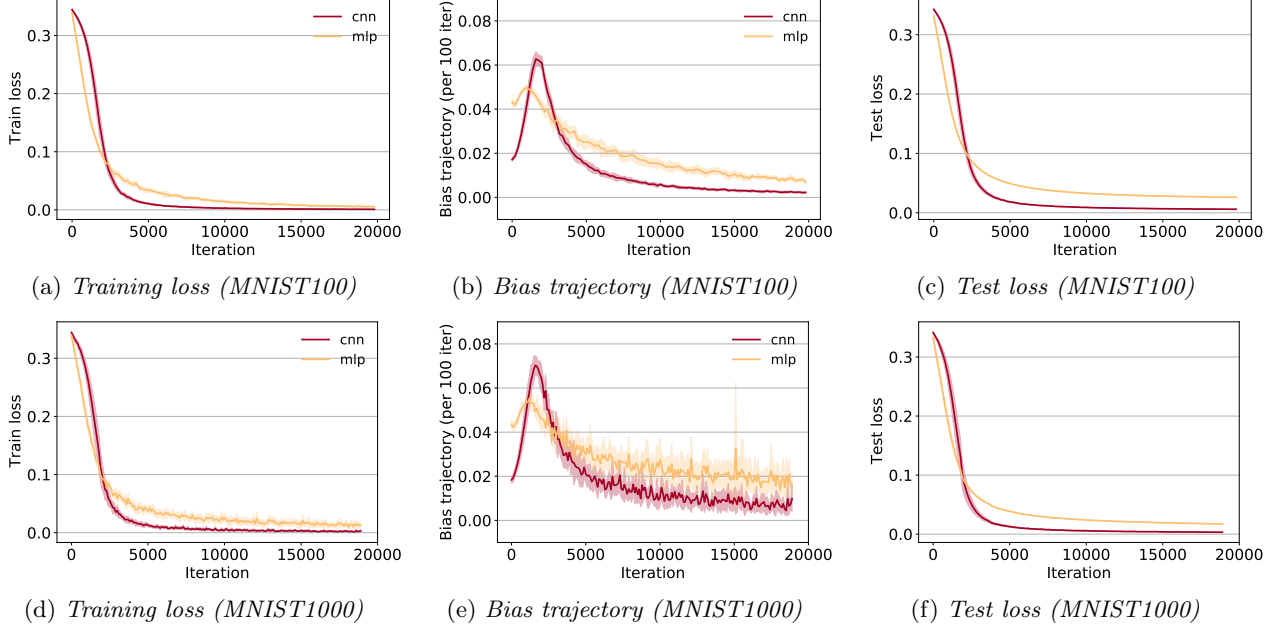 cnn
mlp
0.3
0.2
0.1
0.0
Train loss
0 5000 10000 15000 20000
Iteration
(a) Training loss (MNIST100)
cnn
mlp
0.08
0.06
0.04
0.02
0.00
Bias trajectory (per 100 iter)
0 5000 10000 15000 20000
Iteration
(b) Bias trajectory (MNIST100)
0.3
0.2
0.1
0.0
Test loss
0 5000 10000 15000 20000
Iteration
(c) Test loss (MNIST100)
cnn
mlp
0.3
0.2
0.1
0.0
Train loss
0 5000 10000 15000 20000
Iteration
(d) Training loss (MNIST1000)
cnn
mlp
0.08
0.06
0.04
0.02
0.00
Bias trajectory (per 100 iter)
0 5000 10000 15000 20000
Iteration
(e) Bias trajectory (MNIST1000)
0.3
0.2
0.1
0.0
Test loss
0 5000 10000 15000 20000
Iteration
(f) Test loss (MNIST1000)